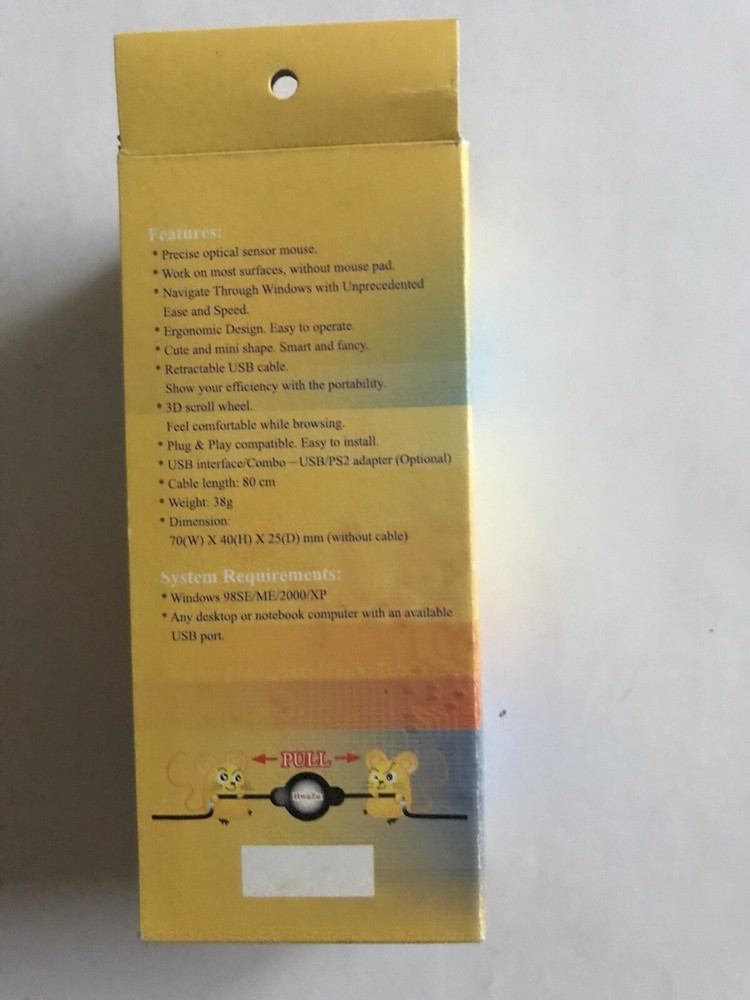 Features:
* Precise optical sensor mouse.
* Work on most surfaces, without mouse pad.
* Navigate Through Windows with Unprecedented
Ease and Speed.
* Ergonomic Design. Easy to operate.
* Cute and mini shape. Smart and fancy.
* Retractable USB cable.
Show your efficiency with the portability.
* 3D scroll wheel.
Feel comfortable while browsing.
* Plug & Play compatible. Easy to install.
* USB interface/Combo—USB/PS2 adapter (Optional)
* Cable length: 80 cm
* Weight: 38g
* Dimension:
70(W) X 40(H) X 25(D) mm (without cable)
System Requirements:
* Windows 98SE/ME/2000/XP
* Any desktop or notebook computer with an available
USB port.
PULL